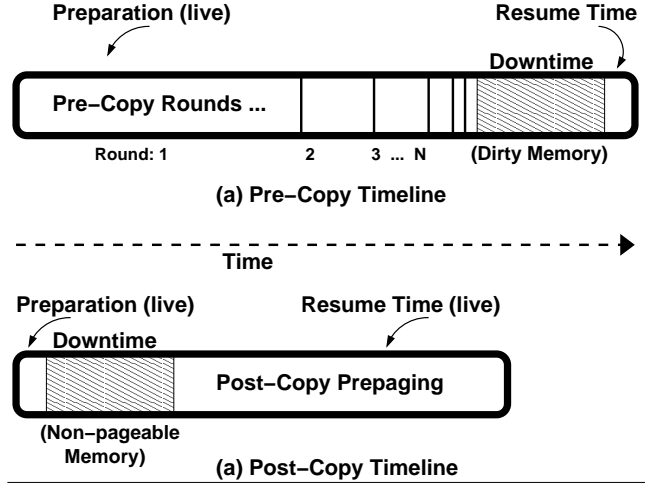 Preparation (live)
Resume Time
Downtime
Pre−Copy Rounds ...
Round: 1 2 3 ... N
(Dirty Memory)
(a) Pre−Copy Timeline
Time
Preparation (live)
Resume Time (live)
Downtime
Post−Copy Prepaging
(Non−pageable
Memory)
(a) Post−Copy Timeline